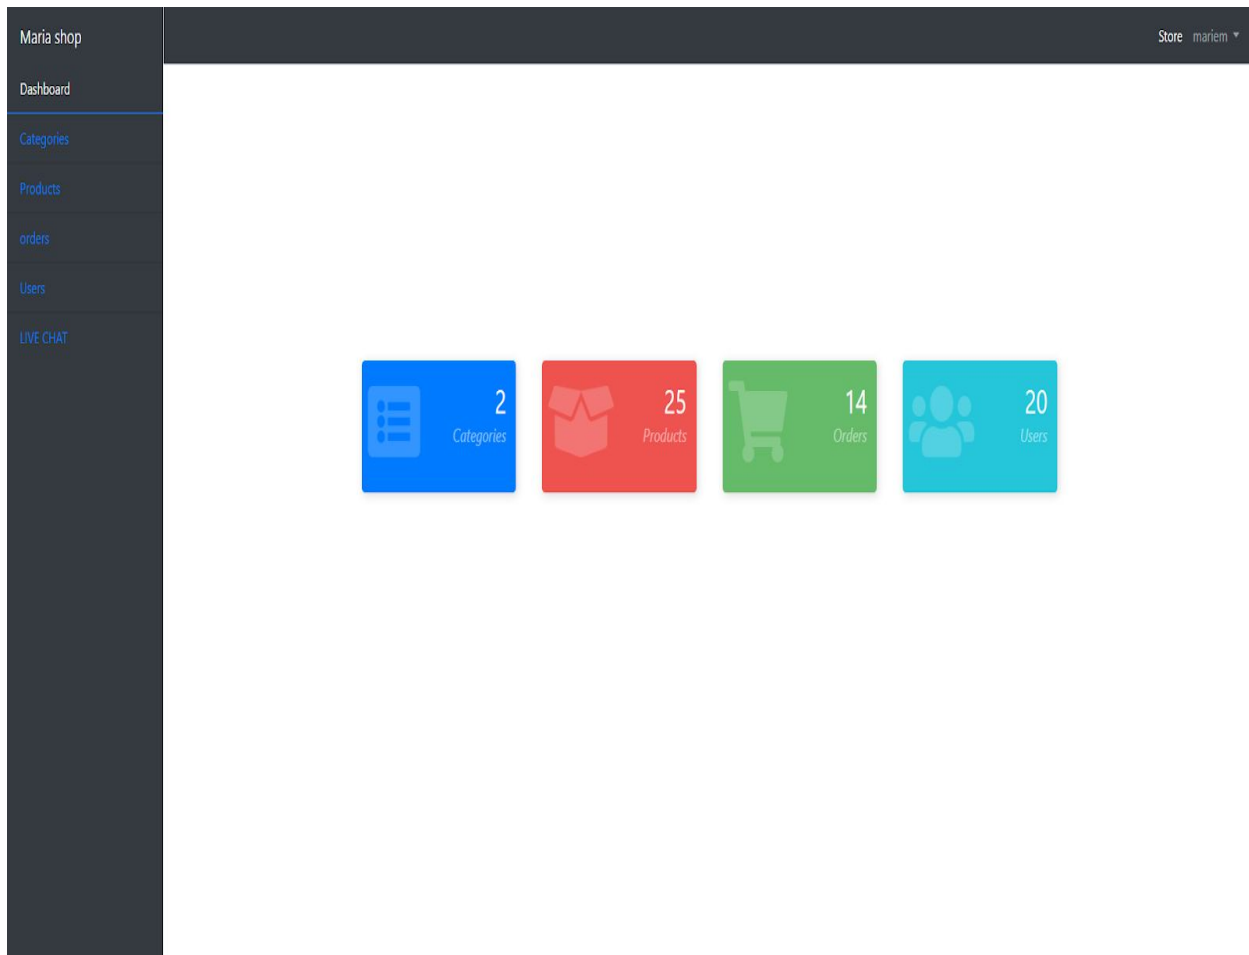 Maria shop
Store mariem
Dashboard
Categories
Products
orders
Users
LIVE CHAT
2
Categories
25
Products
14
Orders
20
Users